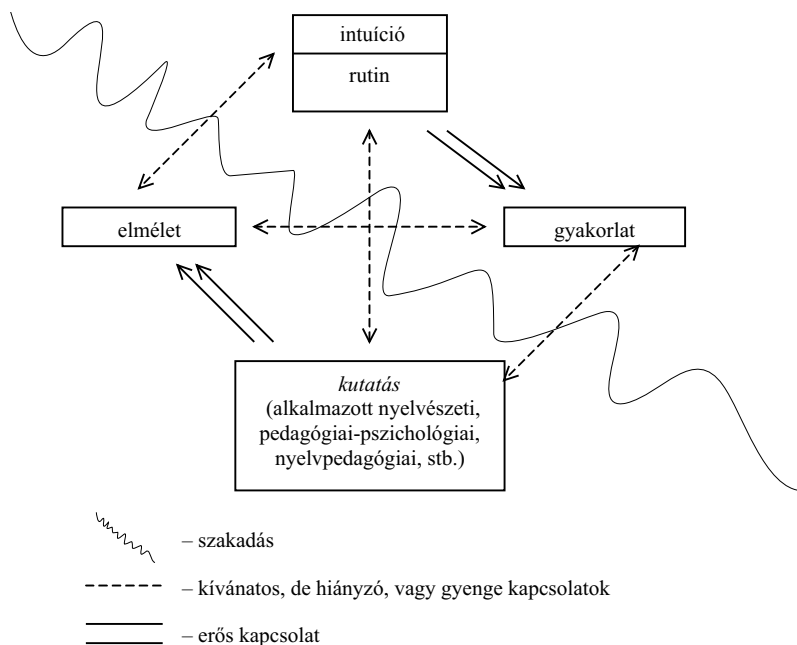 intuíció
rutin
elmélet
gyakorlat
kutatás
(alkalmazott nyelvészeti,
pedagógiai-pszichológiai,
nyelvpedagógiai, stb.)
– szakadás
– kívánatos, de hiányzó, vagy gyenge kapcsolatok
– erős kapcsolat